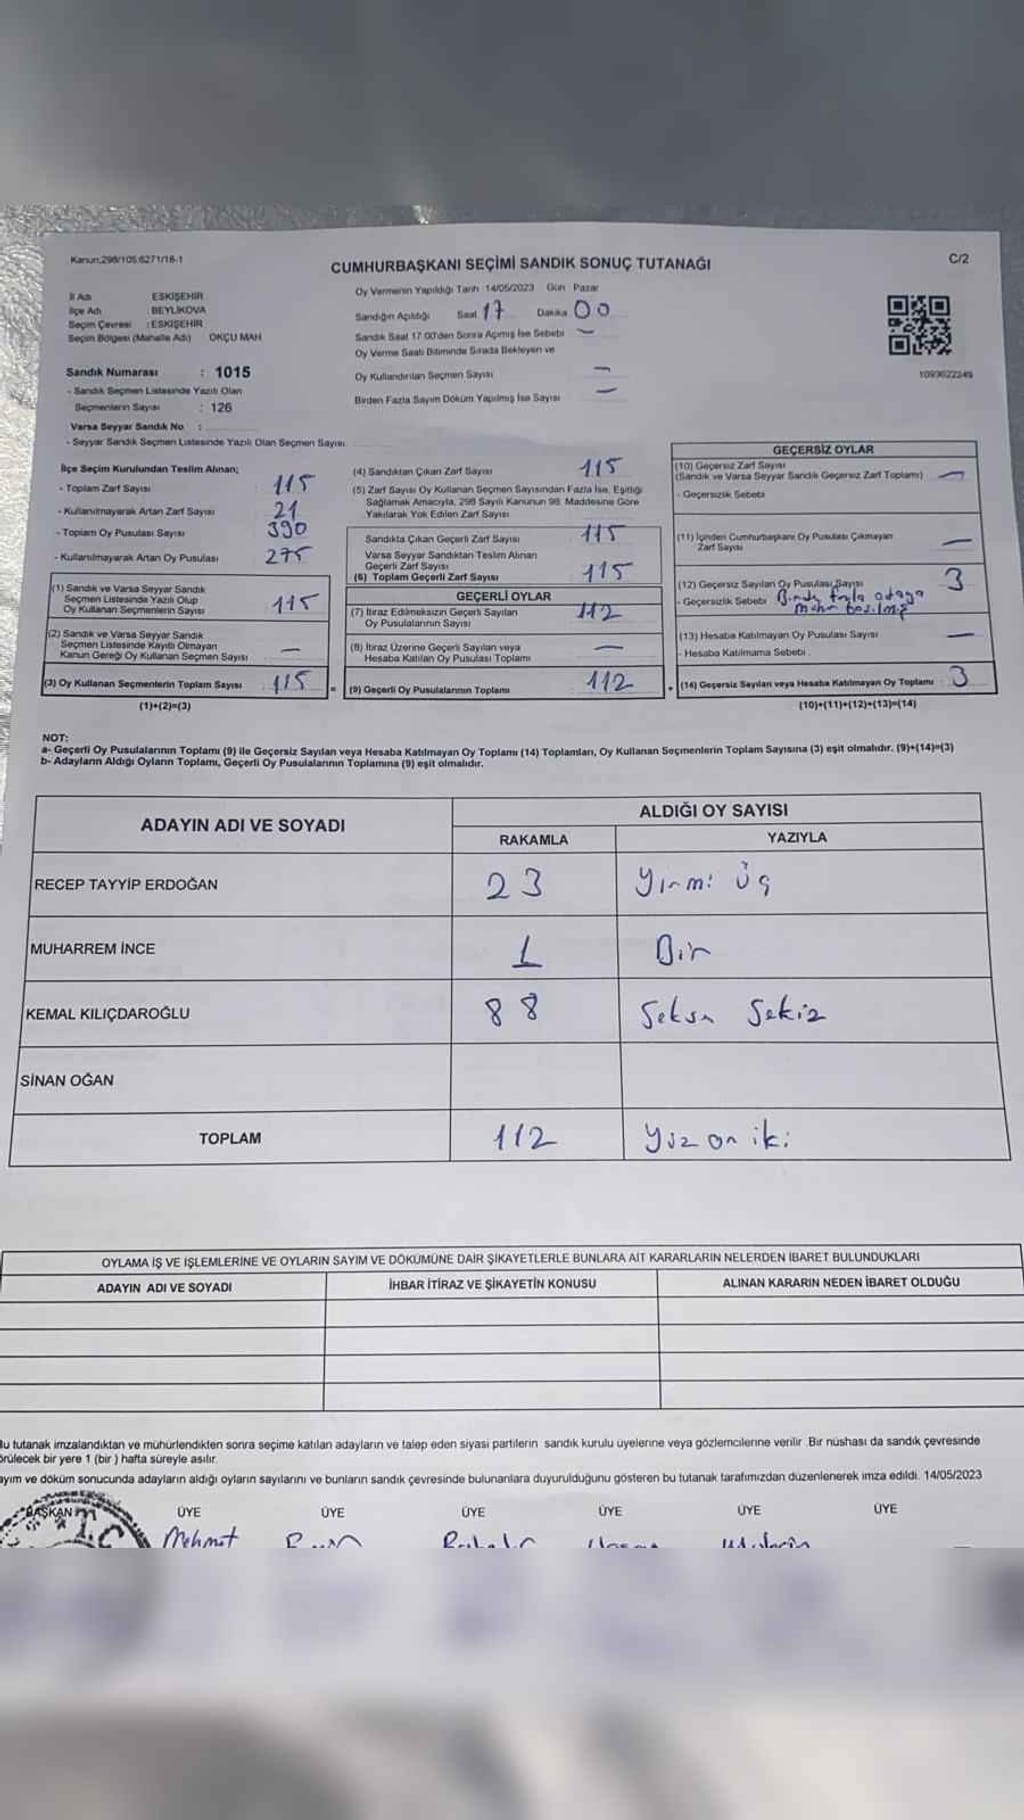 Kanun:298/105:6271/18-1
C/2
CUMHURBAŞKANI SEÇİMİ SANDIK SONUÇ TUTANAĞI
İl Adı ESKİŞEHİR
İlçe Adı BEYLİKOVA
Seçim Çevresi : ESKİŞEHİR
Seçim Bölgesi (Mahalle Adı) OKÇU MAH
Oy Vermenin Yapıldığı Tarih 14/05/2023 Gün Pazar
Sandığın Açıldığı Saat 17 Dakika 00
Sandık Saat 17:00'den Sonra Açılmış İse Sebebi —
Oy Verme Saati Bitiminde Sırada Bekleyen ve
Oy Kullandırılan Seçmen Sayısı —
Birden Fazla Sayım Döküm Yapılmış İse Sayısı —
1093622249
Sandık Numarası : 1015
- Sandık Seçmen Listesinde Yazılı Olan
Seçmenlerin Sayısı : 126
Varsa Seyyar Sandık No :
- Seyyar Sandık Seçmen Listesinde Yazılı Olan Seçmen Sayısı
İlçe Seçim Kurulundan Teslim Alınan;
- Toplam Zarf Sayısı 115
- Kullanılmayarak Artan Zarf Sayısı 21
- Toplam Oy Pusulası Sayısı 390
- Kullanılmayarak Artan Oy Pusulası 275
(1) Sandık ve Varsa Seyyar Sandık
Seçmen Listesinde Yazılı Olup
Oy Kullanan Seçmenlerin Sayısı 115
(2) Sandık ve Varsa Seyyar Sandık
Seçmen Listesinde Kayıtlı Olmayan
Kanun Gereği Oy Kullanan Seçmen Sayısı —
(3) Oy Kullanan Seçmenlerin Toplam Sayısı 115
(1)+(2)=(3)
(4) Sandıktan Çıkan Zarf Sayısı 115
(5) Zarf Sayısı Oy Kullanan Seçmen Sayısından Fazla İse, Eşitliği
Sağlamak Amacıyla, 298 Sayılı Kanunun 98. Maddesine Göre
Yakılarak Yok Edilen Zarf Sayısı
Sandıkta Çıkan Geçerli Zarf Sayısı 115
Varsa Seyyar Sandıktan Teslim Alınan
Geçerli Zarf Sayısı
(6) Toplam Geçerli Zarf Sayısı 115
GEÇERLİ OYLAR
(7) İtiraz Edilmeksizin Geçerli Sayılan
Oy Pusulalarının Sayısı 112
(8) İtiraz Üzerine Geçerli Sayılan veya
Hesaba Katılan Oy Pusulası Toplamı —
= (9) Geçerli Oy Pusulalarının Toplamı 112
GEÇERSİZ OYLAR
(10) Geçersiz Zarf Sayısı
(Sandık ve Varsa Seyyar Sandık Geçersiz Zarf Toplamı) —
- Geçersizlik Sebebi
(11) İçinden Cumhurbaşkanı Oy Pusulası Çıkmayan
Zarf Sayısı —
(12) Geçersiz Sayılan Oy Pusulası Sayısı 3
- Geçersizlik Sebebi Birden fazla adaya
mühür basılmış
(13) Hesaba Katılmayan Oy Pusulası Sayısı —
- Hesaba Katılmama Sebebi
+ (14) Geçersiz Sayılan veya Hesaba Katılmayan Oy Toplamı 3
(10)+(11)+(12)+(13)=(14)
NOT:
a- Geçerli Oy Pusulalarının Toplamı (9) ile Geçersiz Sayılan veya Hesaba Katılmayan Oy Toplamı (14) Toplamları, Oy Kullanan Seçmenlerin Toplam Sayısına (3) eşit olmalıdır. (9)+(14)=(3)
b- Adayların Aldığı Oyların Toplamı, Geçerli Oy Pusulalarının Toplamına (9) eşit olmalıdır.
ADAYIN ADI VE SOYADI
ALDIĞI OY SAYISI
RAKAMLA YAZIYLA
RECEP TAYYİP ERDOĞAN 23 Yirmi üç
MUHARREM İNCE 1 Bir
KEMAL KILIÇDAROĞLU 88 Seksn Sekiz
SİNAN OĞAN
TOPLAM 112 Yüz on iki
OYLAMA İŞ VE İŞLEMLERİNE VE OYLARIN SAYIM VE DÖKÜMÜNE DAİR ŞİKAYETLERLE BUNLARA AİT KARARLARIN NELERDEN İBARET BULUNDUKLARI
ADAYIN ADI VE SOYADI İHBAR İTİRAZ VE ŞİKAYETİN KONUSU ALINAN KARARIN NEDEN İBARET OLDUĞU
Bu tutanak imzalandıktan ve mühürlendikten sonra seçime katılan adayların ve talep eden siyasi partilerin sandık kurulu üyelerine veya gözlemcilerine verilir. Bir nüshası da sandık çevresinde
görülecek bir yere 1 (bir) hafta süreyle asılır.
ayım ve döküm sonucunda adayların aldığı oyların sayılarını ve bunların sandık çevresinde bulunanlara duyurulduğunu gösteren bu tutanak tarafımızdan düzenlenerek imza edildi. 14/05/2023
BAŞKAN ÜYE ÜYE ÜYE ÜYE ÜYE ÜYE
T.C Mehmet